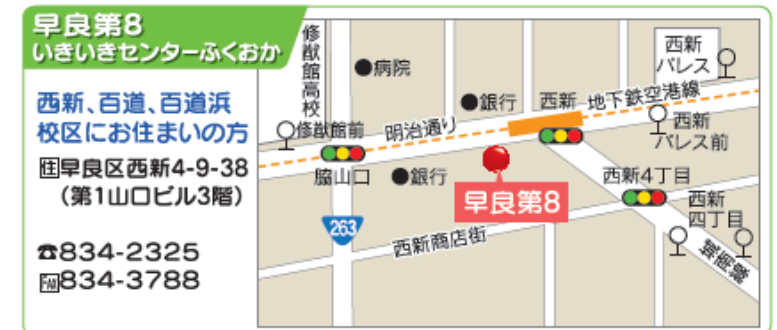 早良第8
いきいきセンターふくおか
西新、百道、百道浜
校区にお住まいの方
住早良区西新4-9-38
(第1山口ビル3階)
☎834-2325
FAX834-3788
修猷館高校
●病院
西新
パレス
●銀行
西新
地下鉄空港線
修猷館前
明治通り
西新
パレス前
脇山口
●銀行
早良第8
西新4丁目
西新
四丁目
263
西新商店街
城南線